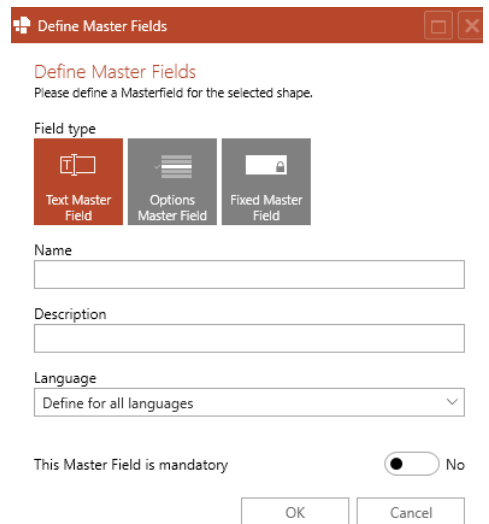 Define Master Fields
Define Master Fields
Please define a Masterfield for the selected shape.
Field type
T
Text Master
Field
Options
Master Field
Fixed Master
Field
Name
Description
Language
Define for all languages
This Master Field is mandatory
No
OK
Cancel